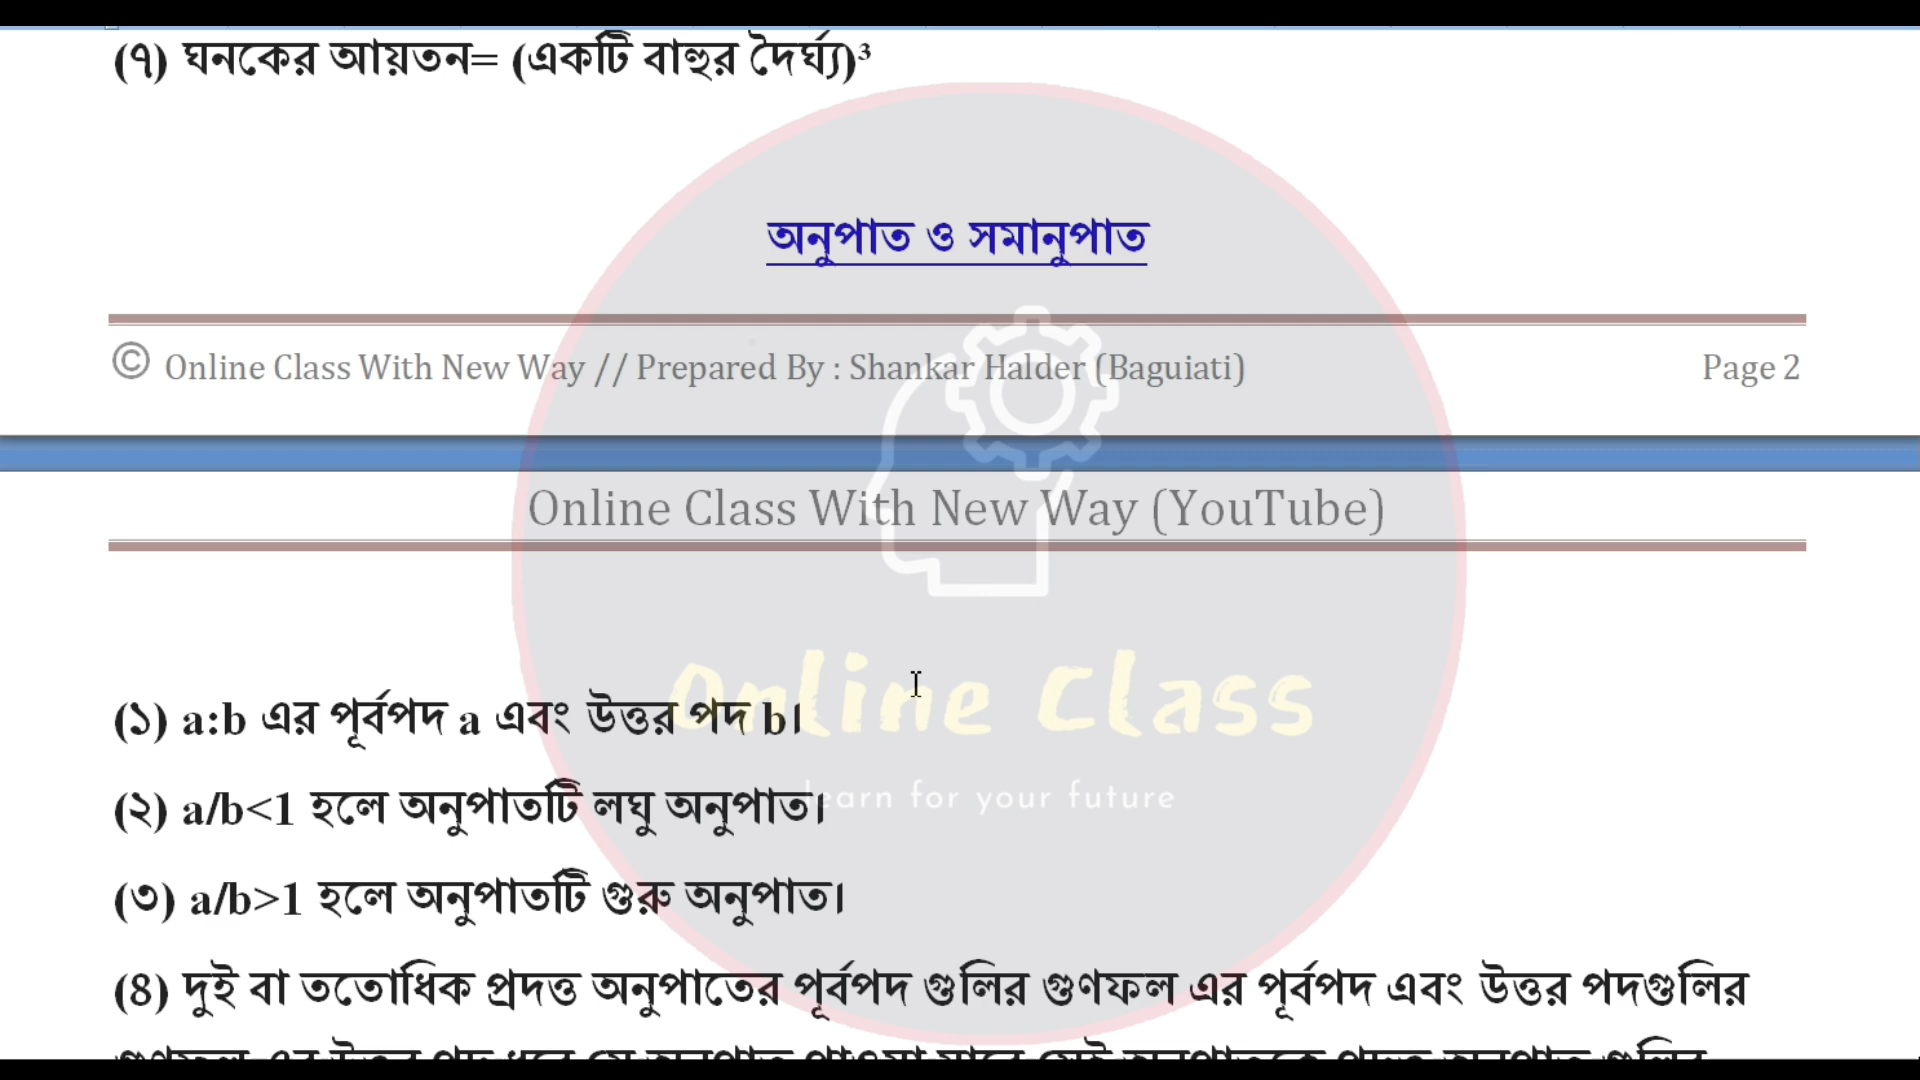 (৭) ঘনকের আয়তন= (একটি বাহুর দৈর্ঘ্য)³
অনুপাত ও সমানুপাত
© Online Class With New Way // Prepared By : Shankar Halder (Baguiati) Page 2
Online Class With New Way (YouTube)
Online Class
learn for your future
(১) a:b এর পূর্বপদ a এবং উত্তর পদ b।
(২) a/b<1 হলে অনুপাতটি লঘু অনুপাত।
(৩) a/b>1 হলে অনুপাতটি গুরু অনুপাত।
(৪) দুই বা ততোধিক প্রদত্ত অনুপাতের পূর্বপদ গুলির গুণফল এর পূর্বপদ এবং উত্তর পদগুলির